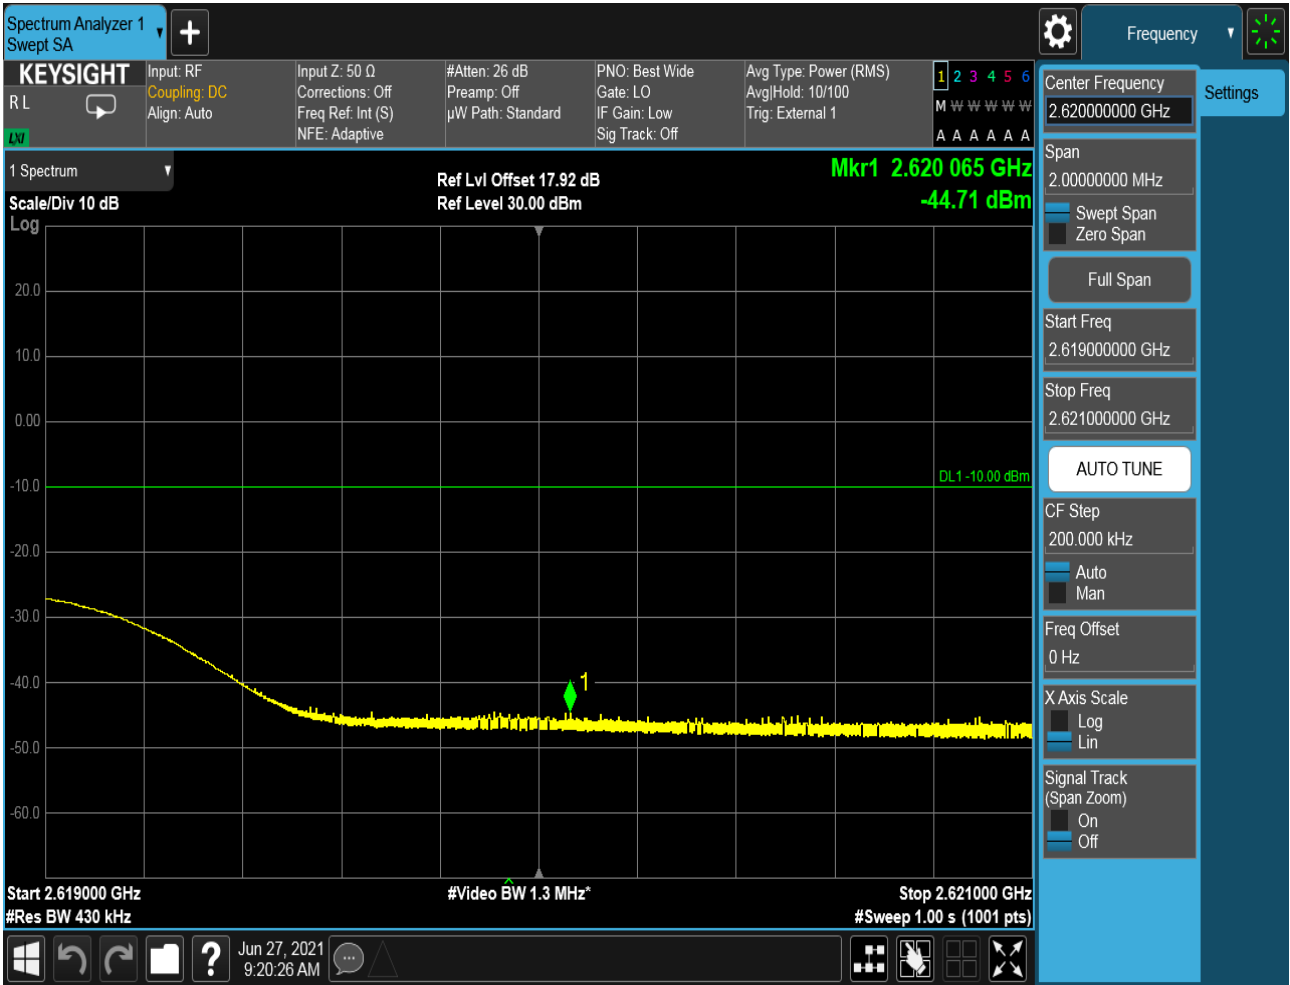 Spectrum Analyzer 1
Swept SA
Frequency
KEYSIGHT
R L
LXI
Input: RF
Coupling: DC
Align: Auto
Input Z: 50 Ω
Corrections: Off
Freq Ref: Int (S)
NFE: Adaptive
#Atten: 26 dB
Preamp: Off
µW Path: Standard
PNO: Best Wide
Gate: LO
IF Gain: Low
Sig Track: Off
Avg Type: Power (RMS)
Avg|Hold: 10/100
Trig: External 1
1 2 3 4 5 6
M W W W W W
A A A A A A
1 Spectrum
Scale/Div 10 dB
Log
Ref Lvl Offset 17.92 dB
Ref Level 30.00 dBm
Mkr1 2.620 065 GHz
-44.71 dBm
20.0
10.0
0.00
-10.0
-20.0
-30.0
-40.0
-50.0
-60.0
DL1 -10.00 dBm
1
Start 2.619000 GHz
#Res BW 430 kHz
#Video BW 1.3 MHz*
Stop 2.621000 GHz
#Sweep 1.00 s (1001 pts)
Jun 27, 2021
9:20:26 AM
?
Center Frequency
2.620000000 GHz
Span
2.00000000 MHz
Swept Span
Zero Span
Full Span
Start Freq
2.619000000 GHz
Stop Freq
2.621000000 GHz
AUTO TUNE
CF Step
200.000 kHz
Auto
Man
Freq Offset
0 Hz
X Axis Scale
Log
Lin
Signal Track
(Span Zoom)
On
Off
Settings